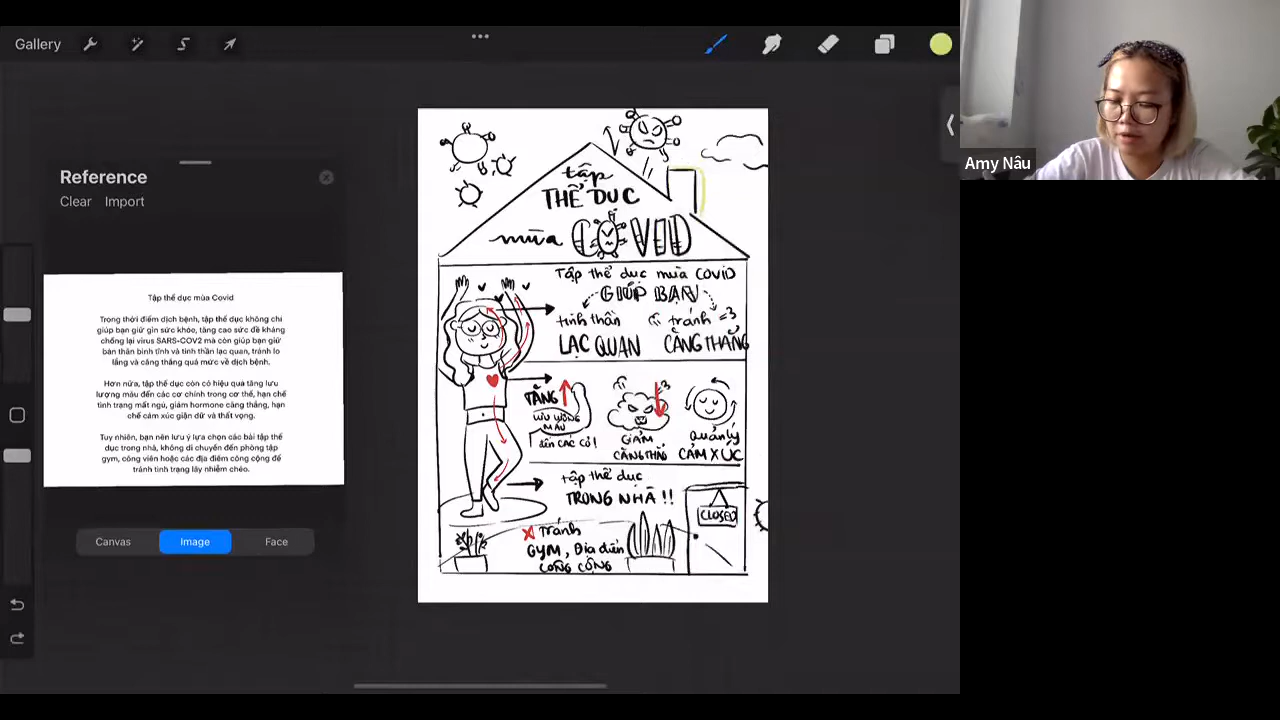 Gallery
Amy Nâu
Reference
Clear Import
Tập thể dục mùa Covid
Trong thời điểm dịch bệnh, tập thể dục không chỉ
giúp bạn giữ gìn sức khỏe, tăng cao sức đề kháng
chống lại virus SARS-COV2 mà còn giúp bạn giữ
bản thân bình tĩnh và tinh thần lạc quan, tránh lo
lắng và căng thẳng quá mức về dịch bệnh.
Hơn nữa, tập thể dục còn có hiệu quả tăng lưu
lượng máu đến các cơ chính trong cơ thể, hạn chế
tình trạng mất ngủ, giảm hormone căng thẳng, hạn
chế cảm xúc giận dữ và thất vọng.
Tuy nhiên, bạn nên lưu ý lựa chọn các bài tập thể
dục trong nhà, không di chuyển đến phòng tập
gym, công viên hoặc các địa điểm công cộng để
tránh tình trạng lây nhiễm chéo.
Canvas Image Face
tập
THỂ DỤC
mùa COVID
Tập thể dục mùa COVID
GIÚP BẠN
tinh thần tránh
LẠC QUAN CĂNG THẲNG
TĂNG
LƯU LƯỢNG
MÁU
đến các cơ!
GIẢM
CĂNG THẲNG
quản lý
CẢM XÚC
tập thể dục
TRONG NHÀ !!
CLOSED
X Tránh
GYM, Địa điểm
CÔNG CỘNG